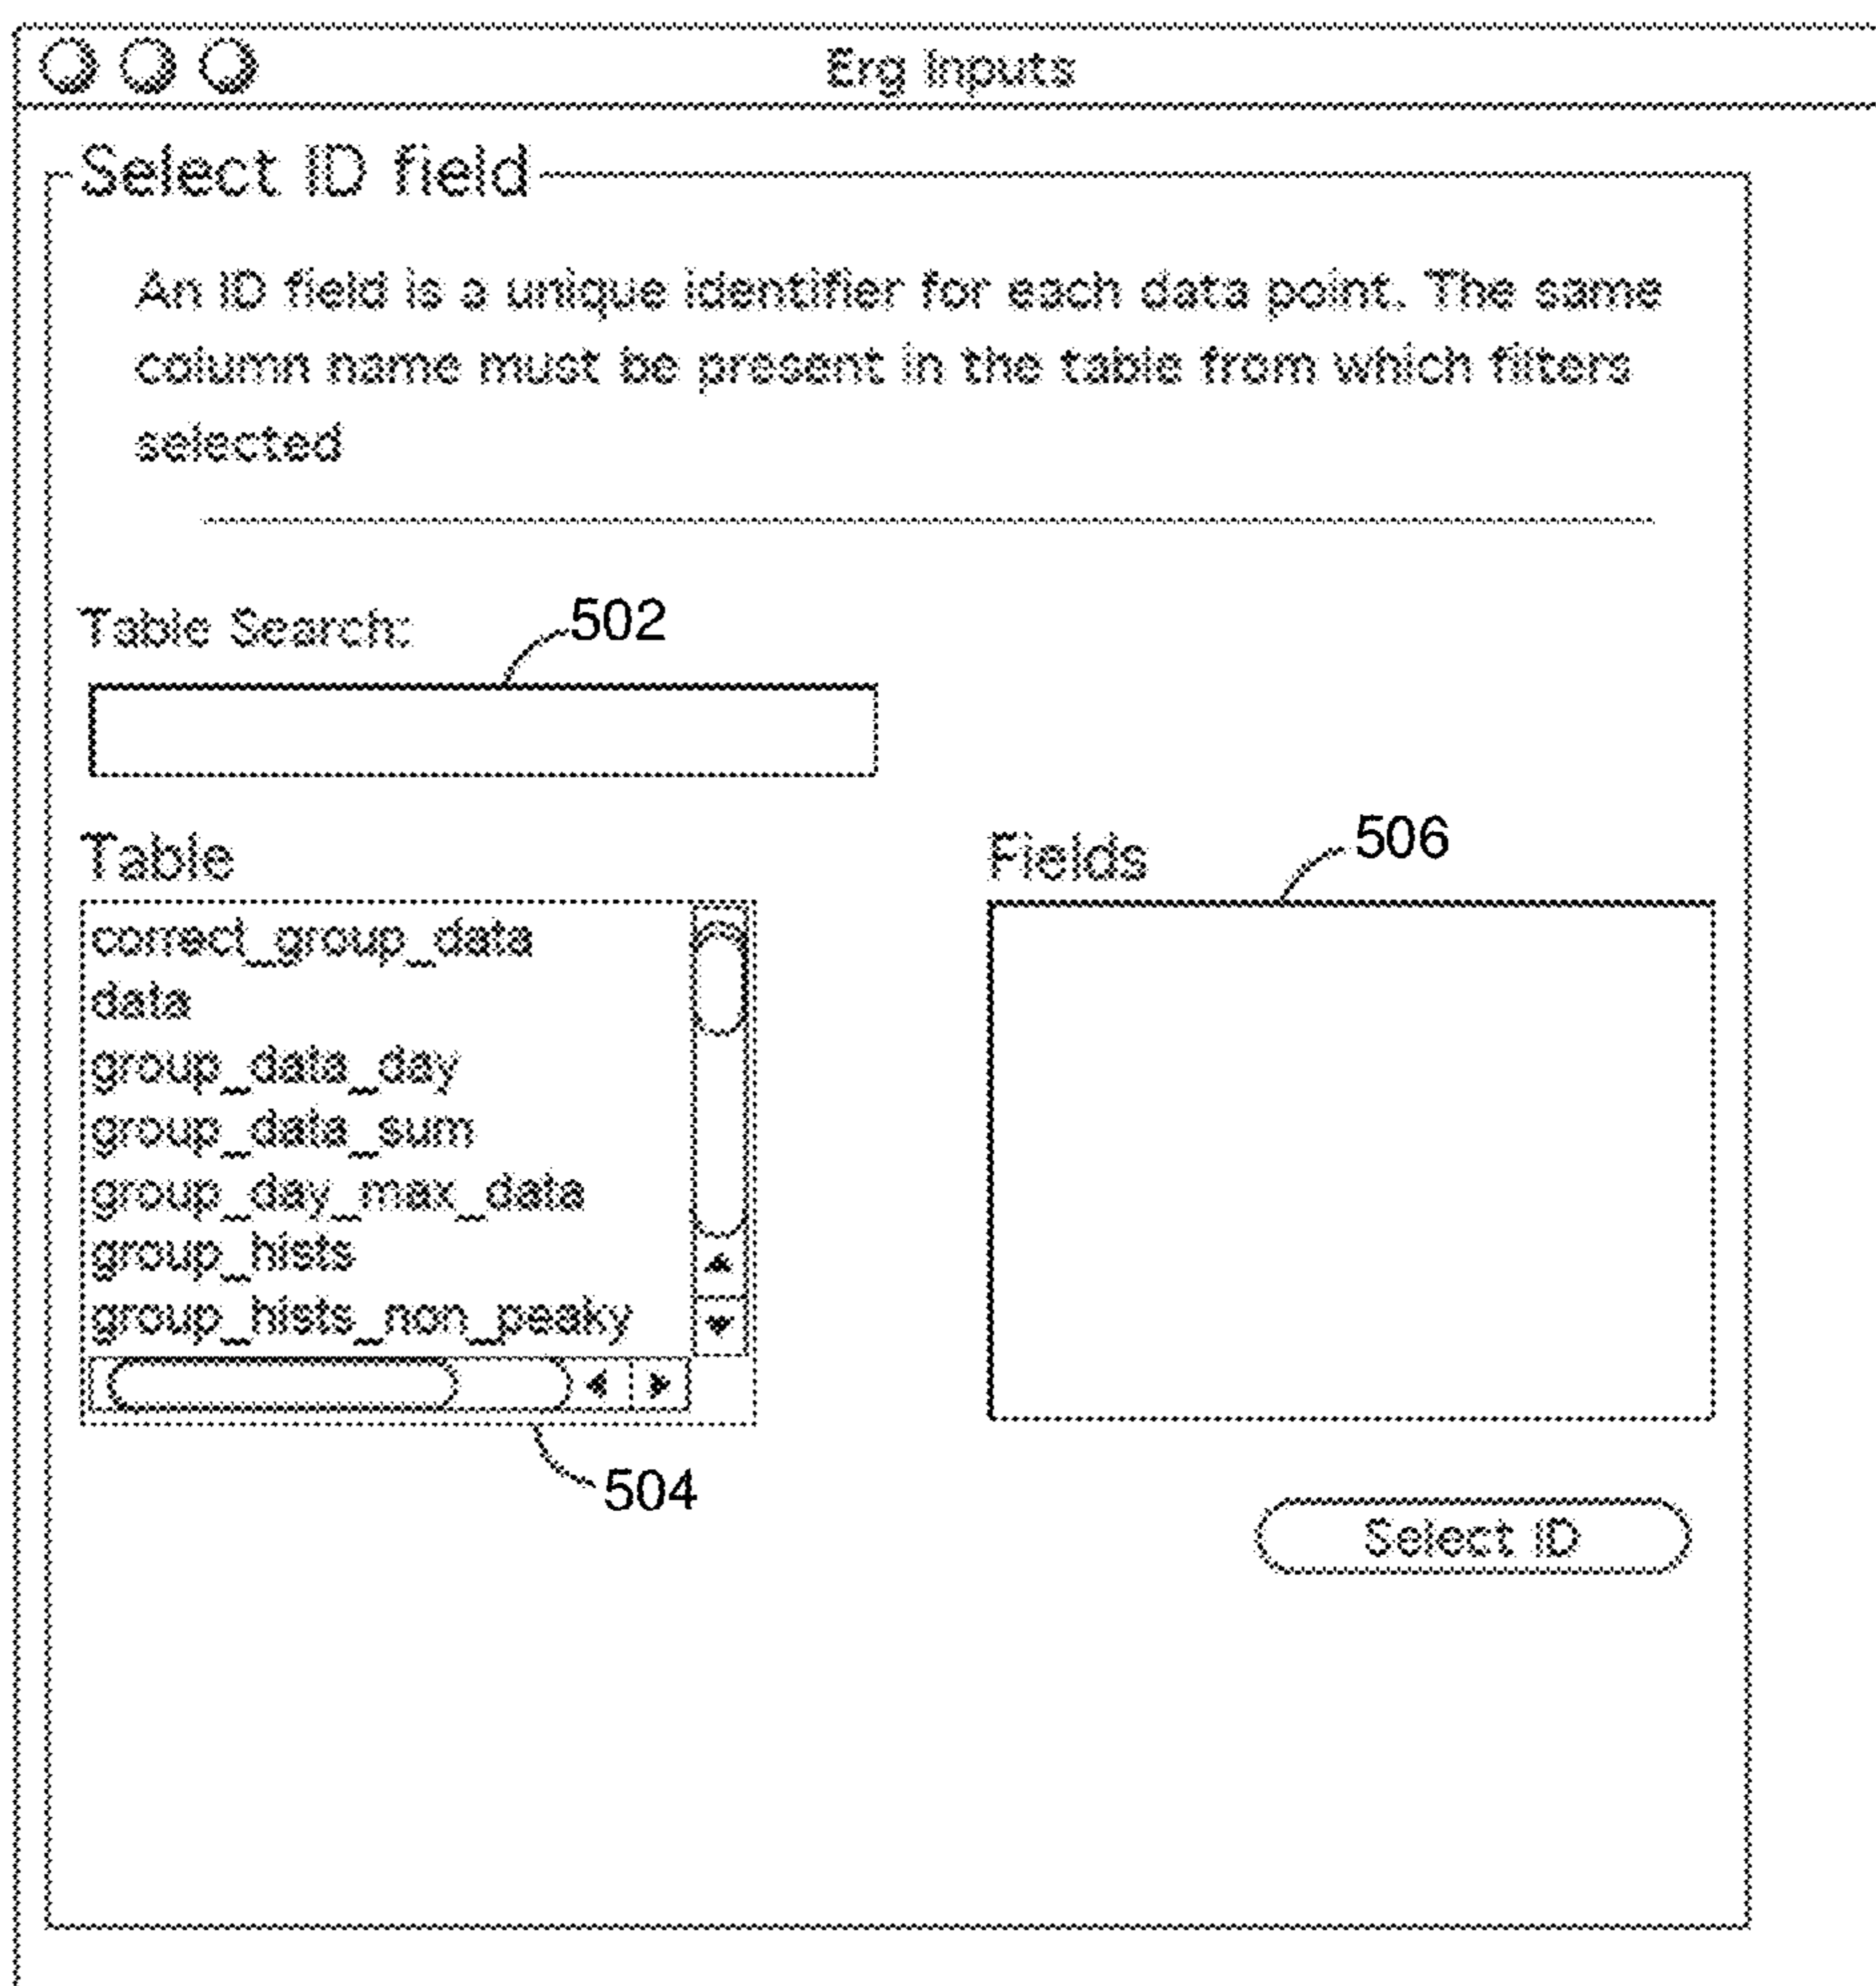 Erg Inputs
Select ID field
An ID field is a unique identifier for each data point. The same
column name must be present in the table from which filters
selected
Table Search:
502
Table
Fields
506
correct_group_data
data
group_data_day
group_data_sum
group_day_max_data
group_hists
group_hists_non_peaky
504
Select ID